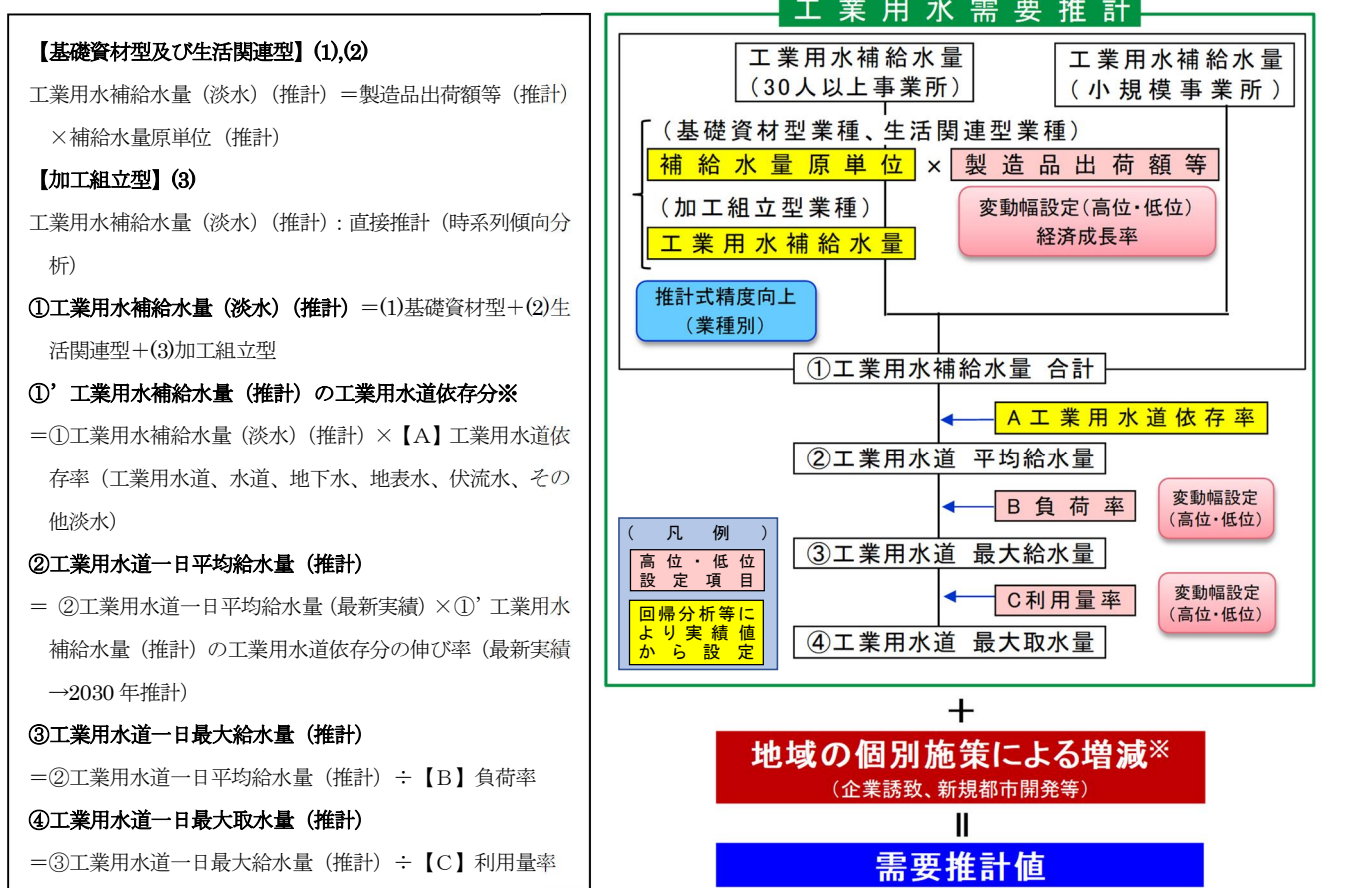 【基礎資材型及び生活関連型】(1),(2)
工業用水補給水量（淡水）（推計）＝製造品出荷額等（推計）
×補給水量原単位（推計）
【加工組立型】(3)
工業用水補給水量（淡水）（推計）：直接推計（時系列傾向分
析）
①工業用水補給水量（淡水）（推計）＝(1)基礎資材型＋(2)生
活関連型＋(3)加工組立型
①’工業用水補給水量（推計）の工業用水道依存分※
＝①工業用水補給水量（淡水）（推計）×【A】工業用水道依
存率（工業用水道、水道、地下水、地表水、伏流水、その
他淡水）
②工業用水道一日平均給水量（推計）
＝ ②工業用水道一日平均給水量（最新実績）×①’工業用水
補給水量（推計）の工業用水道依存分の伸び率（最新実績
→2030 年推計）
③工業用水道一日最大給水量（推計）
＝②工業用水道一日平均給水量（推計）÷【B】負荷率
④工業用水道一日最大取水量（推計）
＝③工業用水道一日最大給水量（推計）÷【C】利用量率
工業用水需要推計
工業用水補給水量
（30人以上事業所）
工業用水補給水量
（小規模事業所）
（基礎資材型業種、生活関連型業種）
補給水量原単位 × 製造品出荷額等
（加工組立型業種）
工業用水補給水量
変動幅設定（高位・低位）
経済成長率
推計式精度向上
（業種別）
①工業用水補給水量 合計
A工業用水道依存率
②工業用水道 平均給水量
B負荷率
変動幅設定
（高位・低位）
③工業用水道 最大給水量
C利用量率
変動幅設定
（高位・低位）
④工業用水道 最大取水量
（凡例）
高位・低位
設定項目
回帰分析等に
より実績値
から設定
＋
地域の個別施策による増減※
（企業誘致、新規都市開発等）
＝
需要推計値